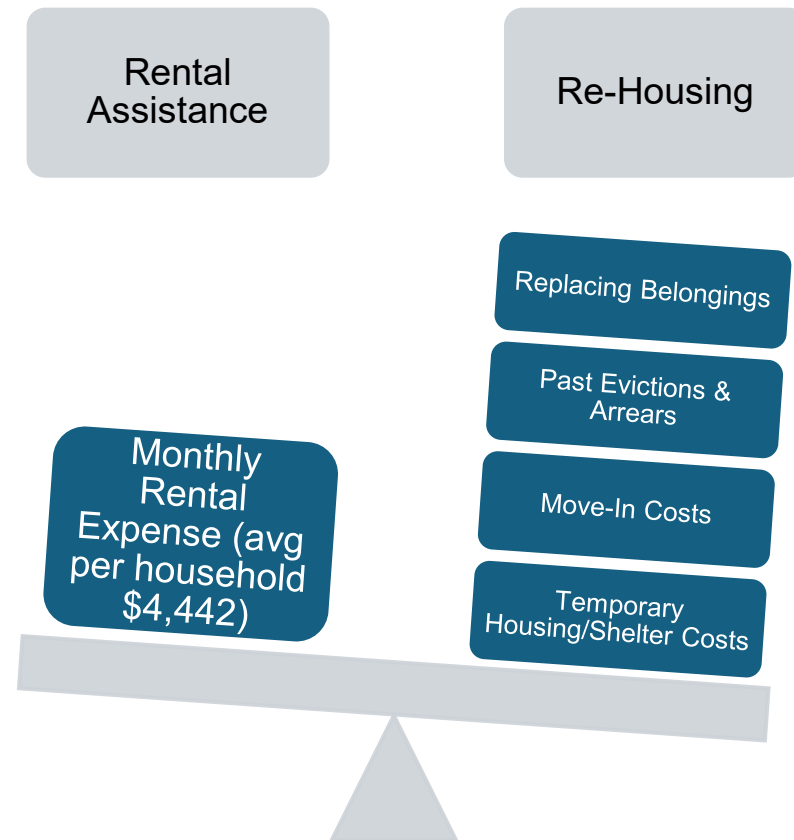 Rental
Assistance
Re-Housing
Replacing Belongings
Past Evictions &
Arrears
Move-In Costs
Temporary
Housing/Shelter Costs
Monthly
Rental
Expense (avg
per household
$4,442)